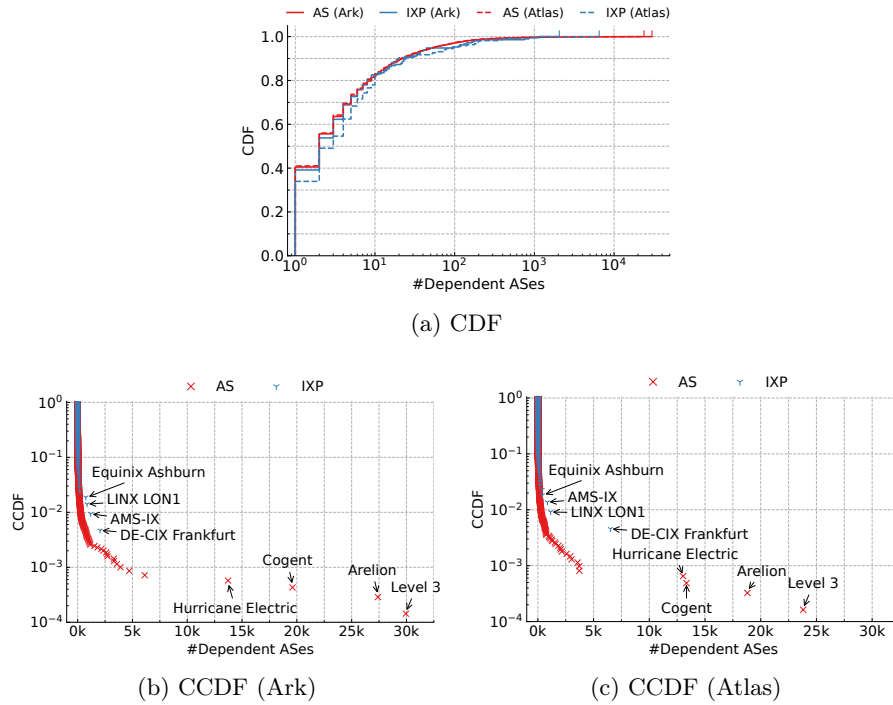 AS (Ark) IXP (Ark) AS (Atlas) IXP (Atlas)
1.0
0.8
0.6
0.4
0.2
0.0
CDF
10^0 10^1 10^2 10^3 10^4
#Dependent ASes
(a) CDF
AS IXP
10^0
10^-1
10^-2
10^-3
10^-4
CCDF
Equinix Ashburn
LINX LON1
AMS-IX
DE-CIX Frankfurt
Cogent
Arelion
Level 3
Hurricane Electric
0k 5k 10k 15k 20k 25k 30k
#Dependent ASes
(b) CCDF (Ark)
AS IXP
10^0
10^-1
10^-2
10^-3
10^-4
CCDF
Equinix Ashburn
AMS-IX
LINX LON1
DE-CIX Frankfurt
Hurricane Electric
Arelion
Level 3
Cogent
0k 5k 10k 15k 20k 25k 30k
#Dependent ASes
(c) CCDF (Atlas)